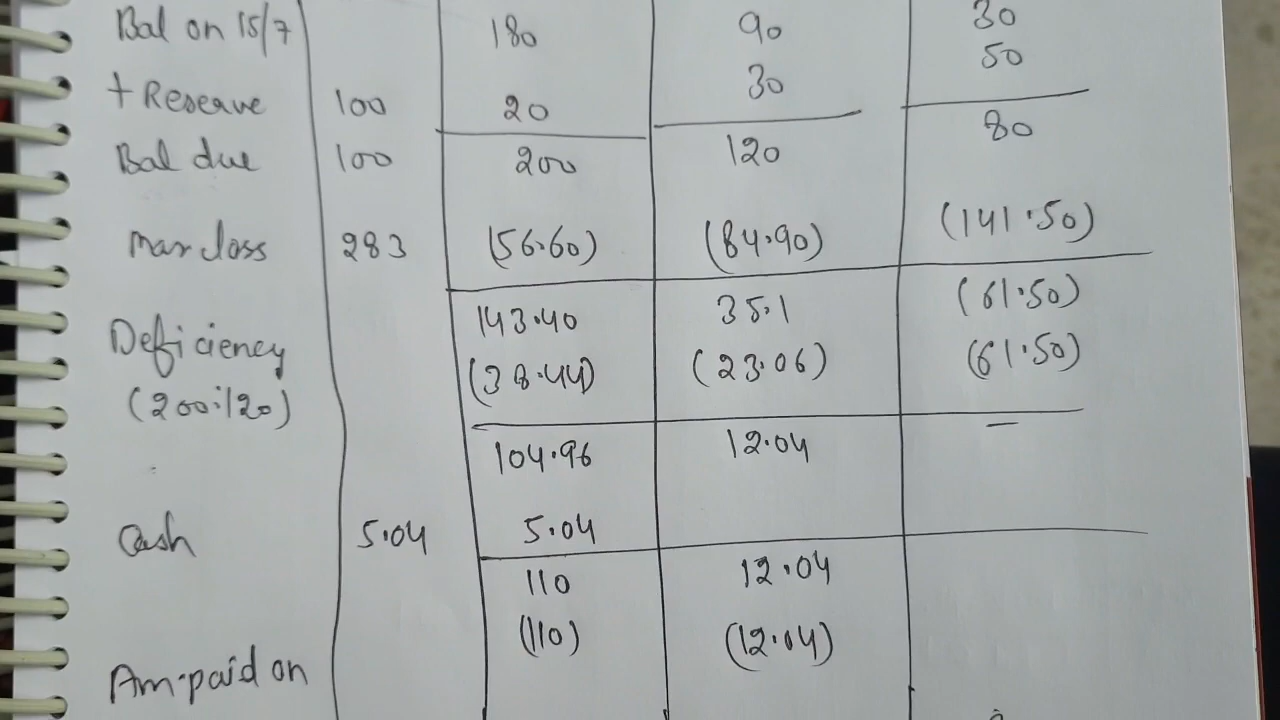 Bal on 15/7 180 90 30
+ Reserve 100 20 30 50
Bal due 100 200 120 80
Max loss 283 (56.60) (84.90) (141.50)
143.40 35.1 (61.50)
Deficiency (38.44) (23.06) (61.50)
(200:120)
104.96 12.04 —
Cash 5.04 5.04
110 12.04
(110) (12.04)
Am.paid on